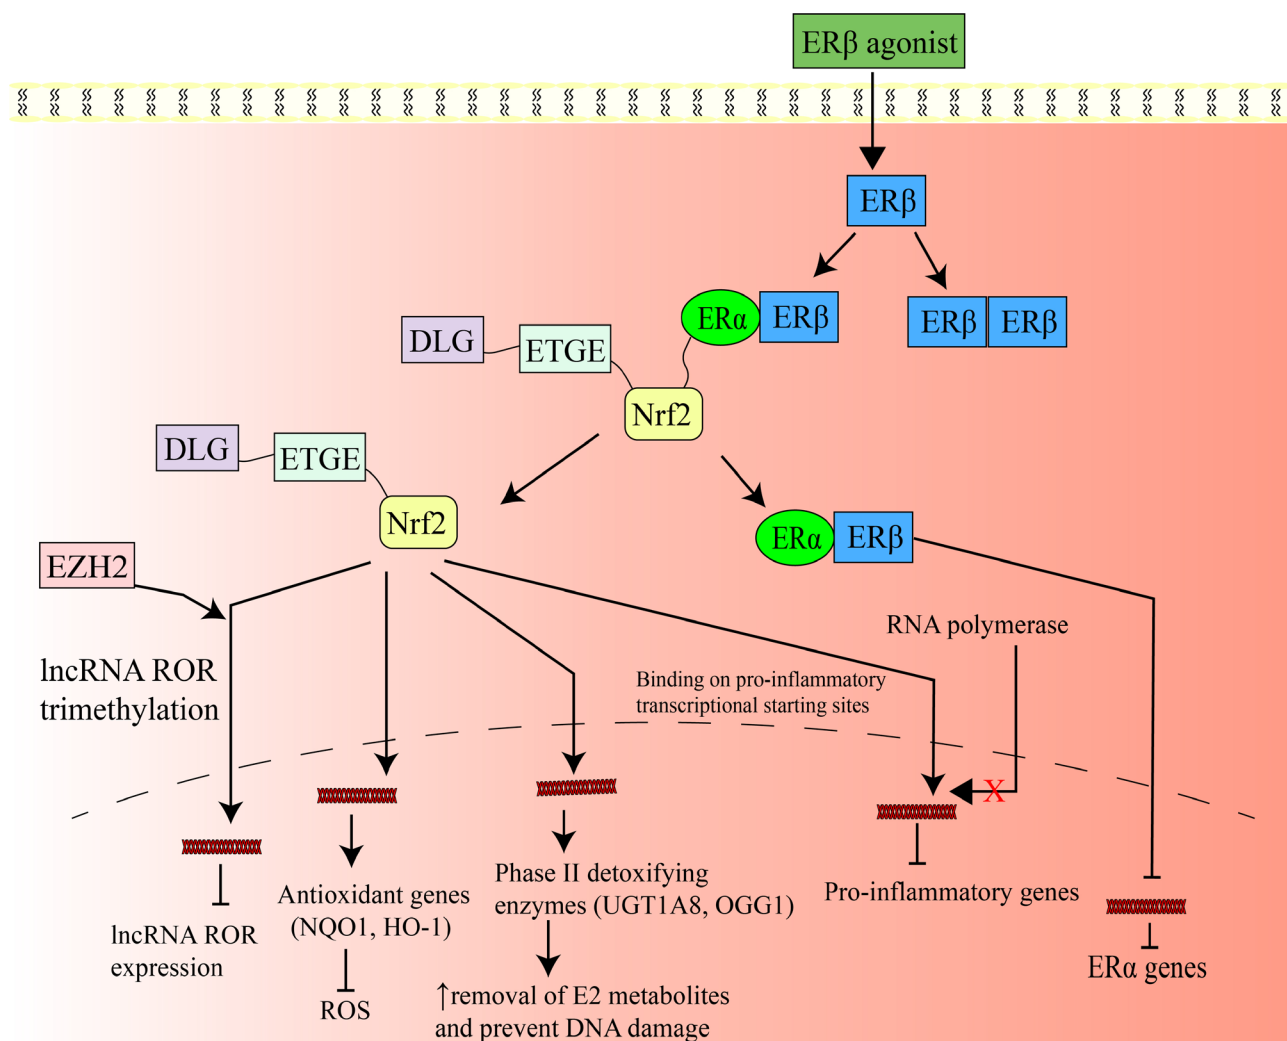 ERβ agonist
ERβ
ERα
ERβ
ERβ
ERβ
DLG
ETGE
Nrf2
DLG
ETGE
Nrf2
ERα
ERβ
EZH2
RNA polymerase
lncRNA ROR
trimethylation
Binding on pro-inflammatory
transcriptional starting sites
X
Antioxidant genes
(NQO1, HO-1)
Phase II detoxifying
enzymes (UGT1A8, OGG1)
Pro-inflammatory genes
lncRNA ROR
expression
ROS
↑removal of E2 metabolites
and prevent DNA damage
ERα genes